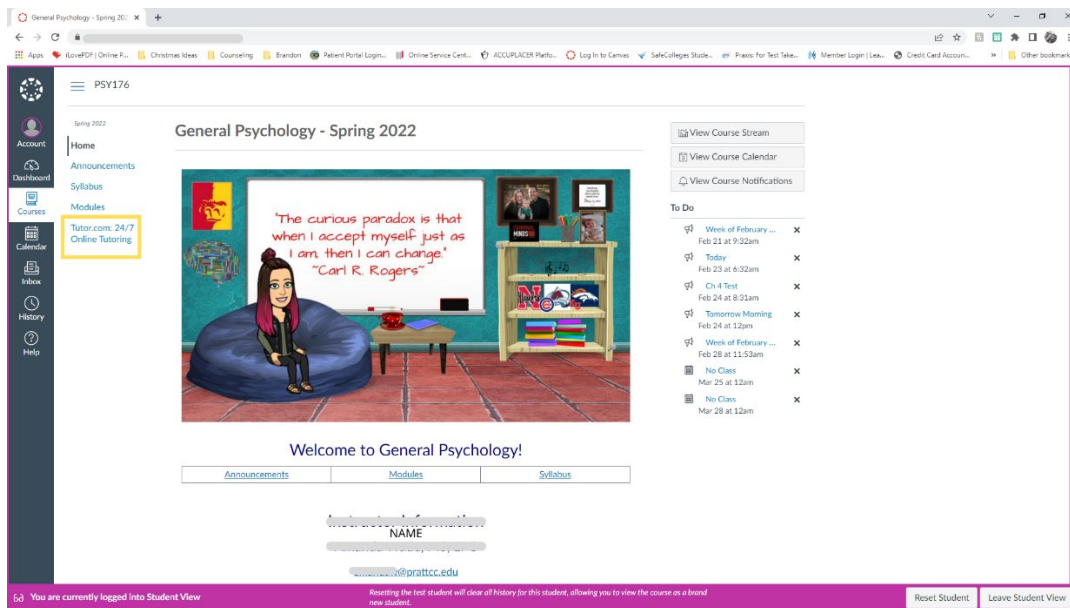 General Psychology - Spring 202
Apps iLovePDF | Online P... Christmas Ideas Counseling Brandon Patient Portal Login... Online Service Cent... ACCUPLACER Platfo... Log In to Canvas SafeColleges Stude... Praxis: For Test Take... Member Login | Lea... Credit Card Accoun... » Other bookmark
PSY176
Account
Dashboard
Courses
Calendar
Inbox
History
Help
Spring 2022
Home
Announcements
Syllabus
Modules
Tutor.com: 24/7
Online Tutoring
General Psychology - Spring 2022
"The curious paradox is that
when I accept myself just as
I am, then I can change."
~Carl R. Rogers~
MINDS
N
Welcome to General Psychology!
Announcements Modules Syllabus
Instructor Information
NAME
@prattcc.edu
View Course Stream
View Course Calendar
View Course Notifications
To Do
Week of February ...
Feb 21 at 9:32am
Today
Feb 23 at 6:32am
Ch 4 Test
Feb 24 at 8:31am
Tomorrow Morning
Feb 24 at 12pm
Week of February ...
Feb 28 at 11:53am
No Class
Mar 25 at 12am
No Class
Mar 28 at 12am
You are currently logged into Student View
Resetting the test student will clear all history for this student, allowing you to view the course as a brand
new student.
Reset Student Leave Student View